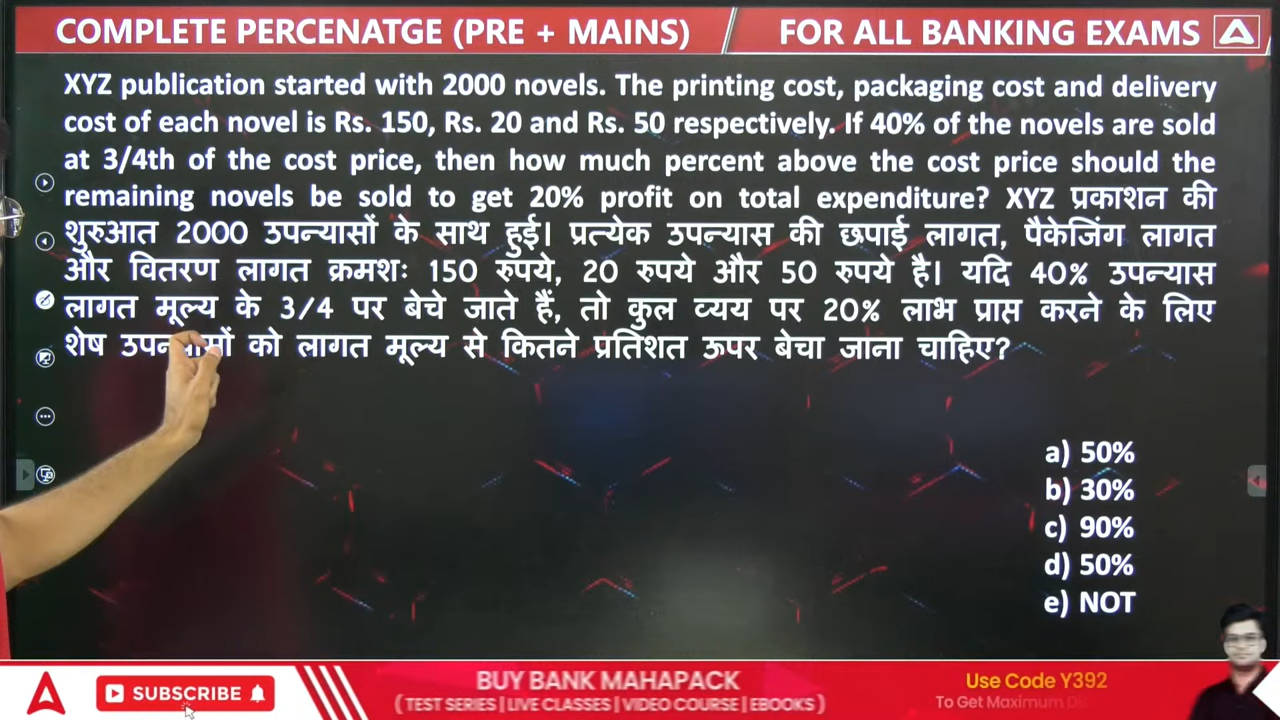 COMPLETE PERCENATGE (PRE + MAINS)
FOR ALL BANKING EXAMS
XYZ publication started with 2000 novels. The printing cost, packaging cost and delivery
cost of each novel is Rs. 150, Rs. 20 and Rs. 50 respectively. If 40% of the novels are sold
at 3/4th of the cost price, then how much percent above the cost price should the
remaining novels be sold to get 20% profit on total expenditure? XYZ प्रकाशन की
शुरुआत 2000 उपन्यासों के साथ हुई। प्रत्येक उपन्यास की छपाई लागत, पैकेजिंग लागत
और वितरण लागत क्रमशः 150 रुपये, 20 रुपये और 50 रुपये है। यदि 40% उपन्यास
लागत मूल्य के 3/4 पर बेचे जाते हैं, तो कुल व्यय पर 20% लाभ प्राप्त करने के लिए
शेष को लागत मूल्य से कितने प्रतिशत ऊपर बेचा जाना चाहिए?
a) 50%
b) 30%
c) 90%
d) 50%
e) NOT
SUBSCRIBE
BUY BANK MAHAPACK
( TEST SERIES | LIVE CLASSES | VIDEO COURSE | EBOOKS )
Use Code Y392
To Get Maximum